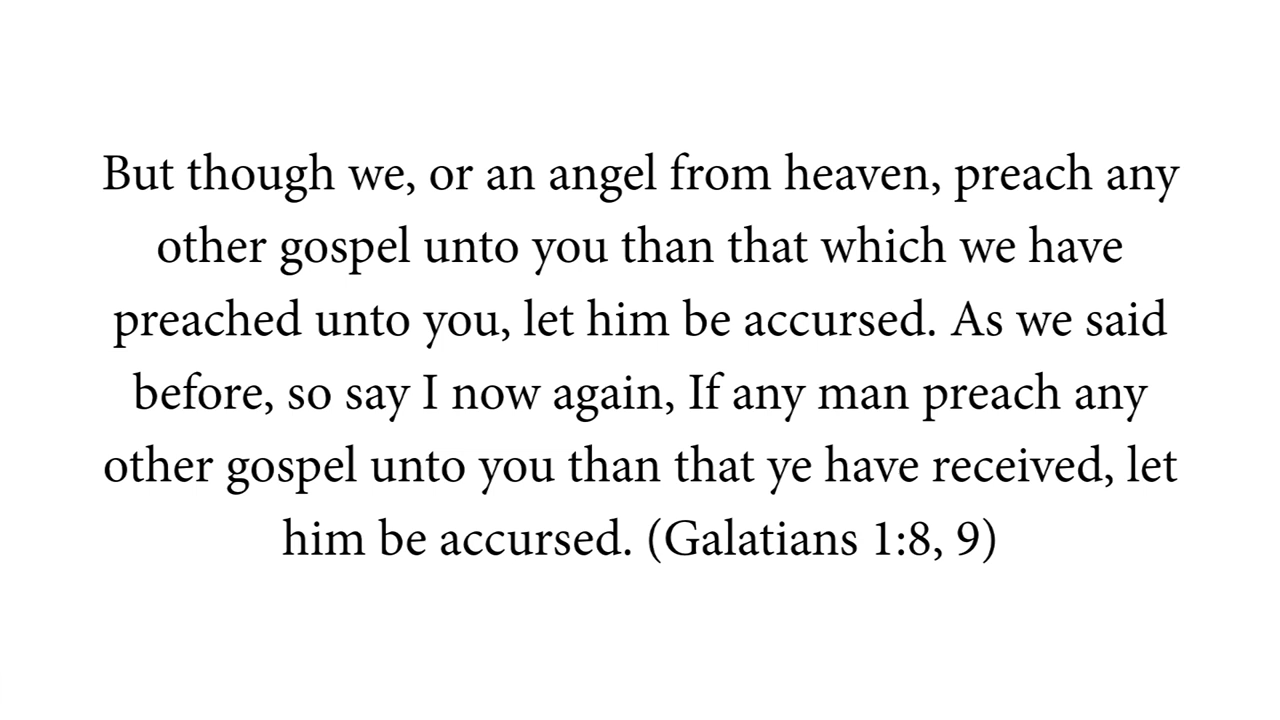 But though we, or an angel from heaven, preach any
other gospel unto you than that which we have
preached unto you, let him be accursed. As we said
before, so say I now again, If any man preach any
other gospel unto you than that ye have received, let
him be accursed. (Galatians 1:8, 9)